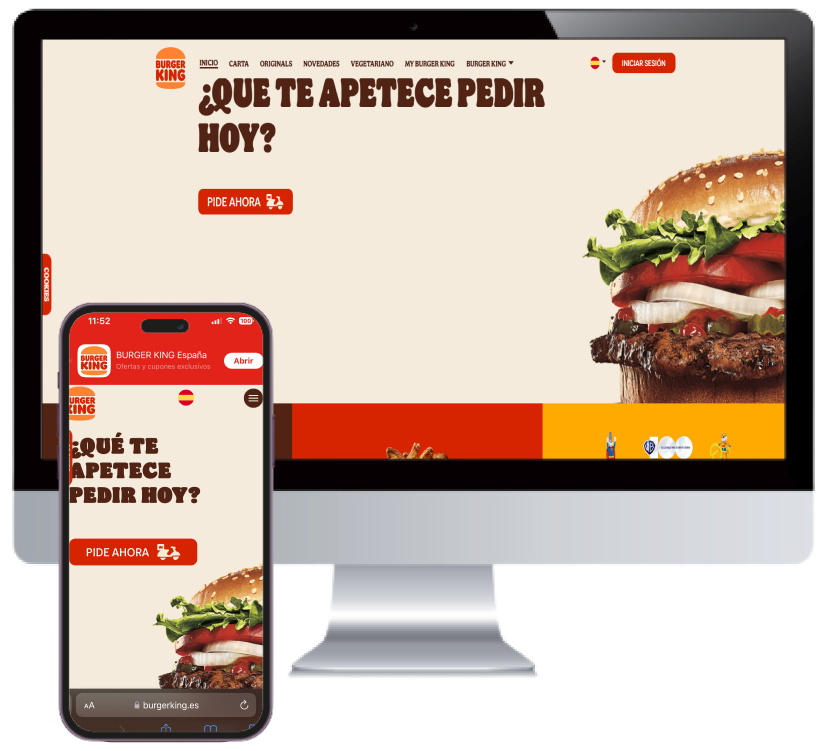 BURGER
KING
INICIO CARTA ORIGINALS NOVEDADES VEGETARIANO MY BURGER KING BURGER KING
INICIAR SESIÓN
¿QUE TE APETECE PEDIR
HOY?
PIDE AHORA
COOKIES
11:52
100
BURGER
KING
BURGER KING España
Ofertas y cupones exclusivos
Abrir
URGER
KING
¿QUÉ TE
APETECE
PEDIR HOY?
PIDE AHORA
AA burgerking.es